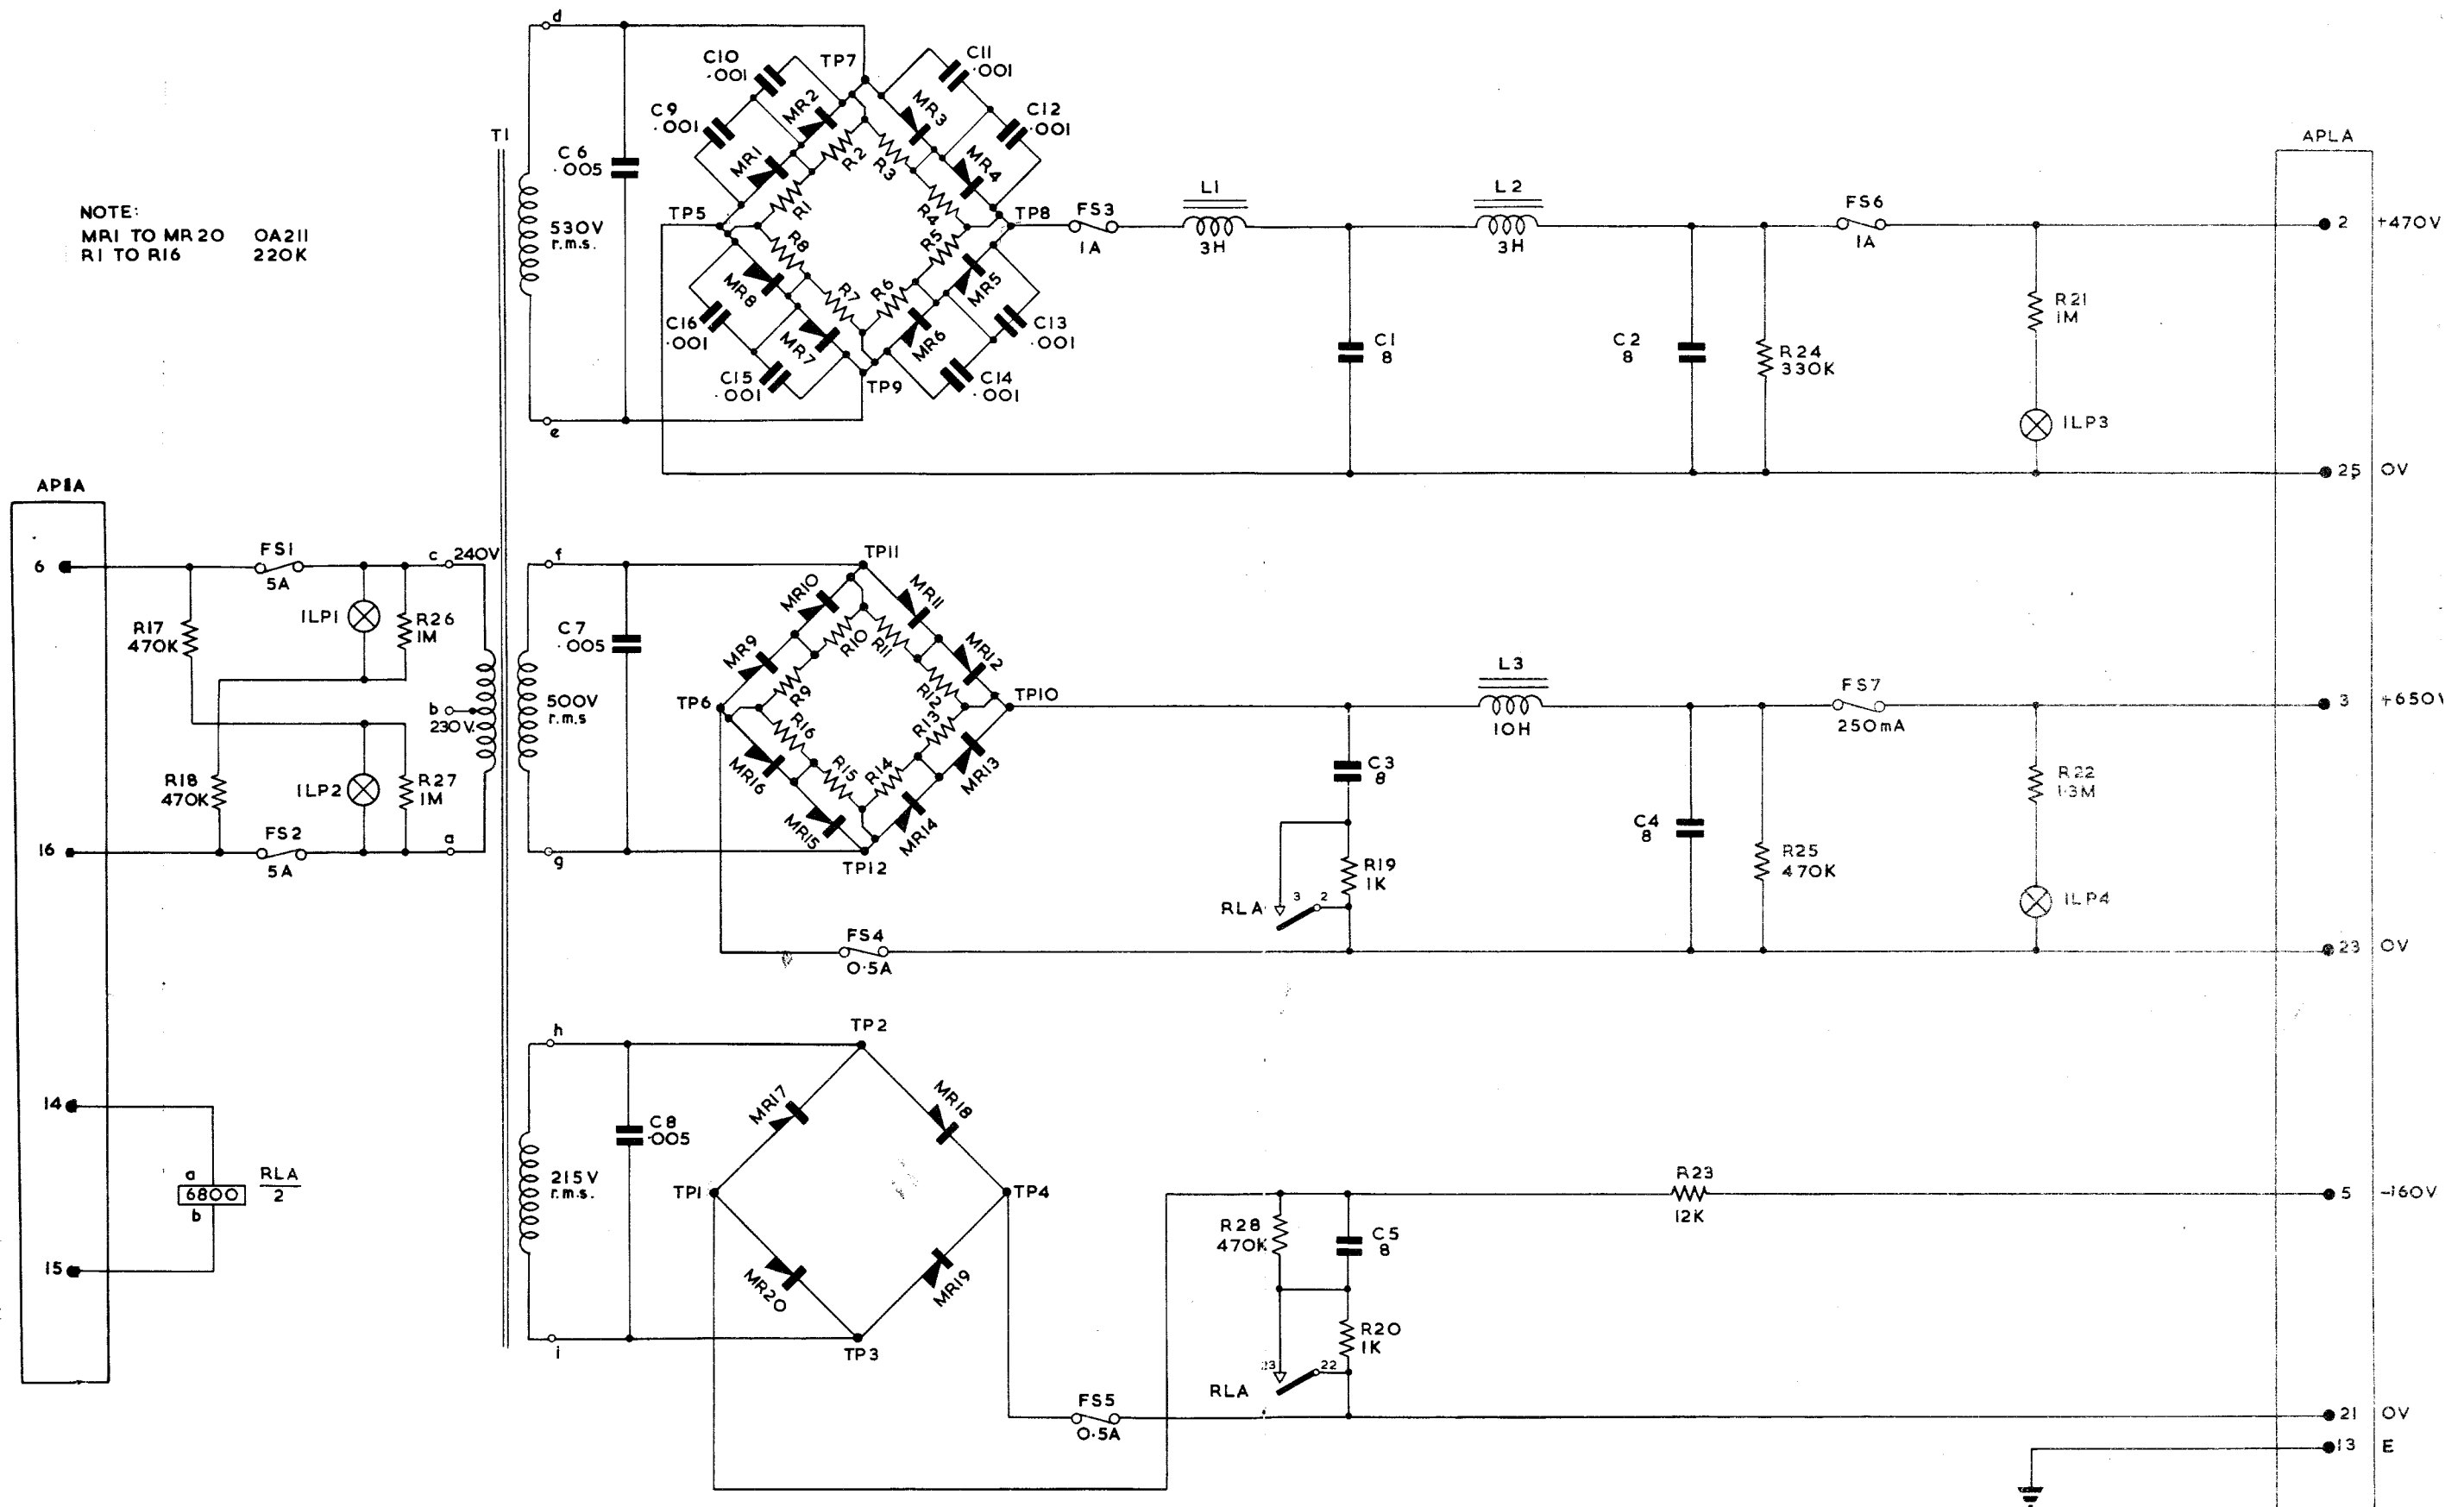 NOTE:
MR1 TO MR20 OA211
R1 TO R16 220K
T1
d
C6
.005
530V
r.m.s.
e
TP7
C10
.001
C11
.001
C9
.001
C12
.001
MR2
MR3
MR1
MR4
R2
R3
R1
R4
TP5
TP8
R8
R5
R7
R6
MR8
MR5
MR7
MR6
C16
.001
C13
.001
C15
.001
C14
.001
TP9
FS3
1A
L1
3H
L2
3H
FS6
1A
C1
8
C2
8
R24
330K
R21
1M
ILP3
APLA
2 +470V
25 0V
6
FS1
5A
c 240V
ILP1
R26
1M
R17
470K
b
230V.
R18
470K
ILP2
R27
1M
16
FS2
5A
a
f
C7
.005
500V
r.m.s
g
TP11
MR10
MR11
MR9
MR12
R10
R11
R9
R12
TP6
TP10
R16
R13
R15
R14
MR16
MR13
MR15
MR14
TP12
FS4
0.5A
C3
8
R19
1K
RLA
3 2
L3
10H
FS7
250mA
C4
8
R25
470K
R22
1.3M
ILP4
3 +650V
23 0V
14
a
6800
b
RLA
2
15
h
C8
.005
215V
r.m.s.
i
TP2
MR17
MR18
TP1
TP4
MR20
MR19
TP3
FS5
0.5A
R28
470K
C5
8
R20
1K
23 22
RLA
R23
12K
5 -160V
21 0V
13 E